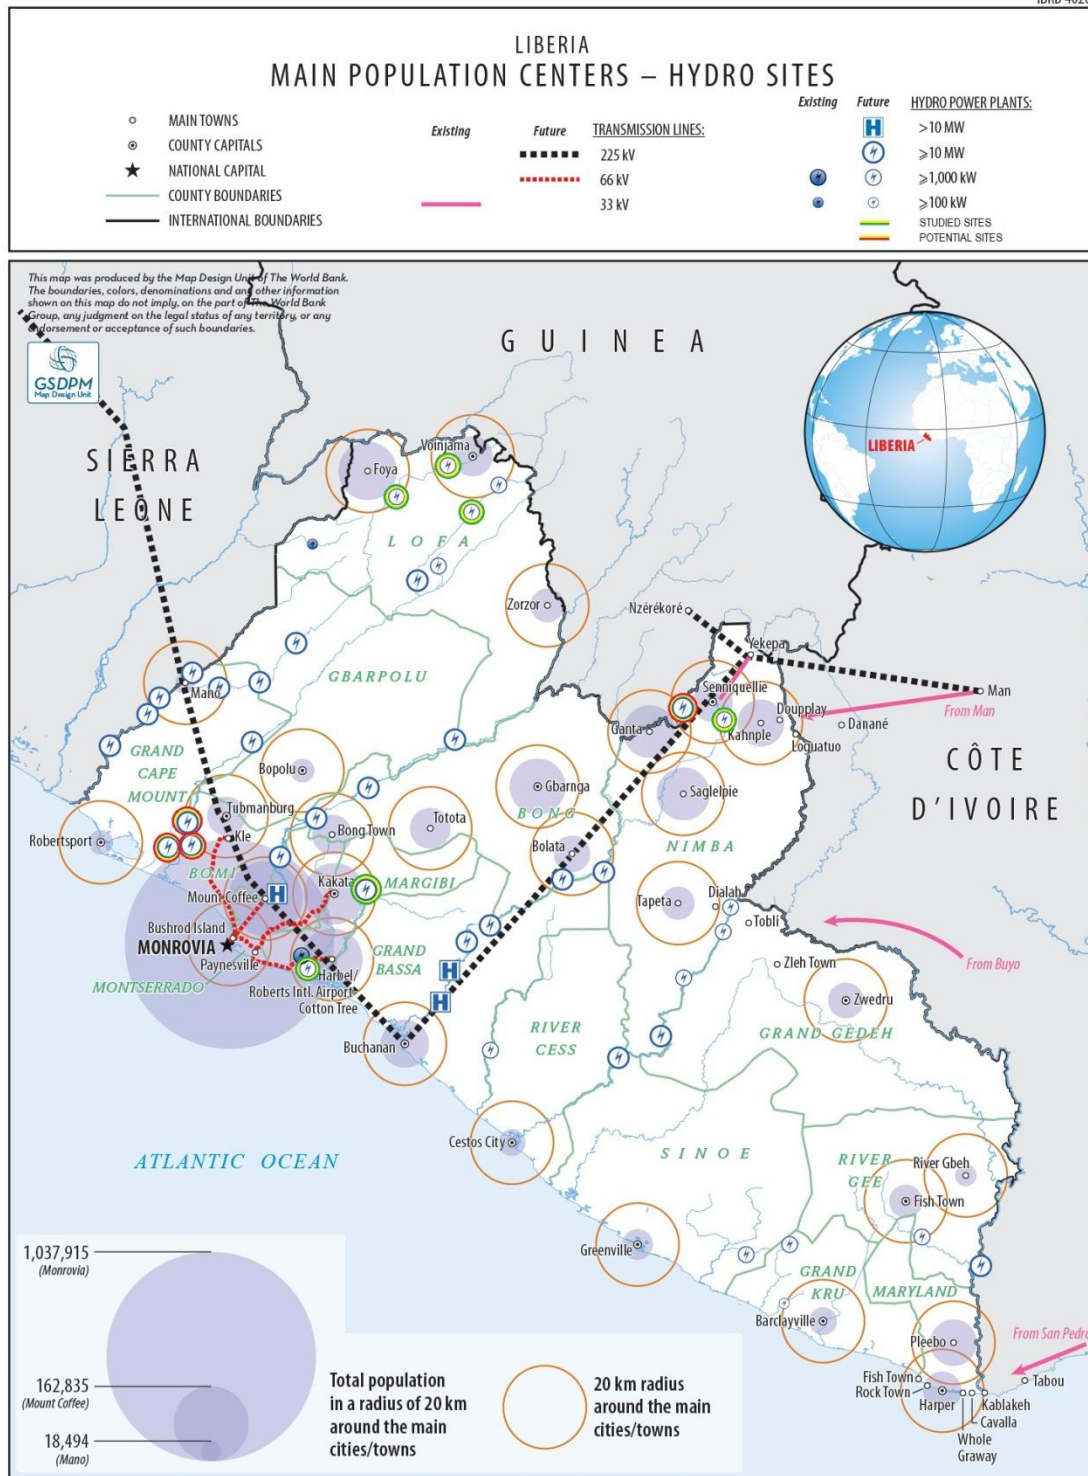 LIBERIA
MAIN POPULATION CENTERS – HYDRO SITES
MAIN TOWNS
COUNTY CAPITALS
NATIONAL CAPITAL
COUNTY BOUNDARIES
INTERNATIONAL BOUNDARIES
Existing Future TRANSMISSION LINES:
225 kV
66 kV
33 kV
Existing Future HYDRO POWER PLANTS:
H >10 MW
⩾10 MW
⩾1,000 kW
⩾100 kW
STUDIED SITES
POTENTIAL SITES
This map was produced by the Map Design Unit of The World Bank.
The boundaries, colors, denominations and any other information
shown on this map do not imply, on the part of The World Bank
Group, any judgment on the legal status of any territory, or any
endorsement or acceptance of such boundaries.
GSDPM
Map Design Unit
GUINEA
SIERRA
LEONE
LIBERIA
Voinjama
Foya
LOFA
Zorzor
Nzérékoré
Yekepa
GBARPOLU
Mano
Senniquellie
Man
From Man
Doupplay
Danané
Ganta
Kahnple
Loguatuo
CÔTE
D'IVOIRE
GRAND
CAPE
MOUNT
Bopolu
Gbarnga
Saglelpie
BONG
Tubmanburg
Kle
Bong Town
Totota
Robertsport
NIMBA
Bolata
BOMI
Kakata
MARGIBI
Mount Coffee
H
Tapeta
Dialah
Tobli
Bushrod Island
MONROVIA
Paynesville
GRAND
BASSA
Harbel/
Roberts Intl. Airport
Cotton Tree
MONTSERRADO
H
H
From Buyo
Zleh Town
Zwedru
GRAND GEDEH
RIVER
CESS
Buchanan
Cestos City
ATLANTIC OCEAN
SINOE
RIVER
GEE
River Gbeh
Fish Town
Greenville
GRAND
KRU
MARYLAND
Barclayville
Pleebo
From San Pedro
Fish Town
Rock Town
Harper
Tabou
Kablakeh
Cavalla
Whole
Graway
1,037,915
(Monrovia)
162,835
(Mount Coffee)
18,494
(Mano)
Total population
in a radius of 20 km
around the main
cities/towns
20 km radius
around the main
cities/towns